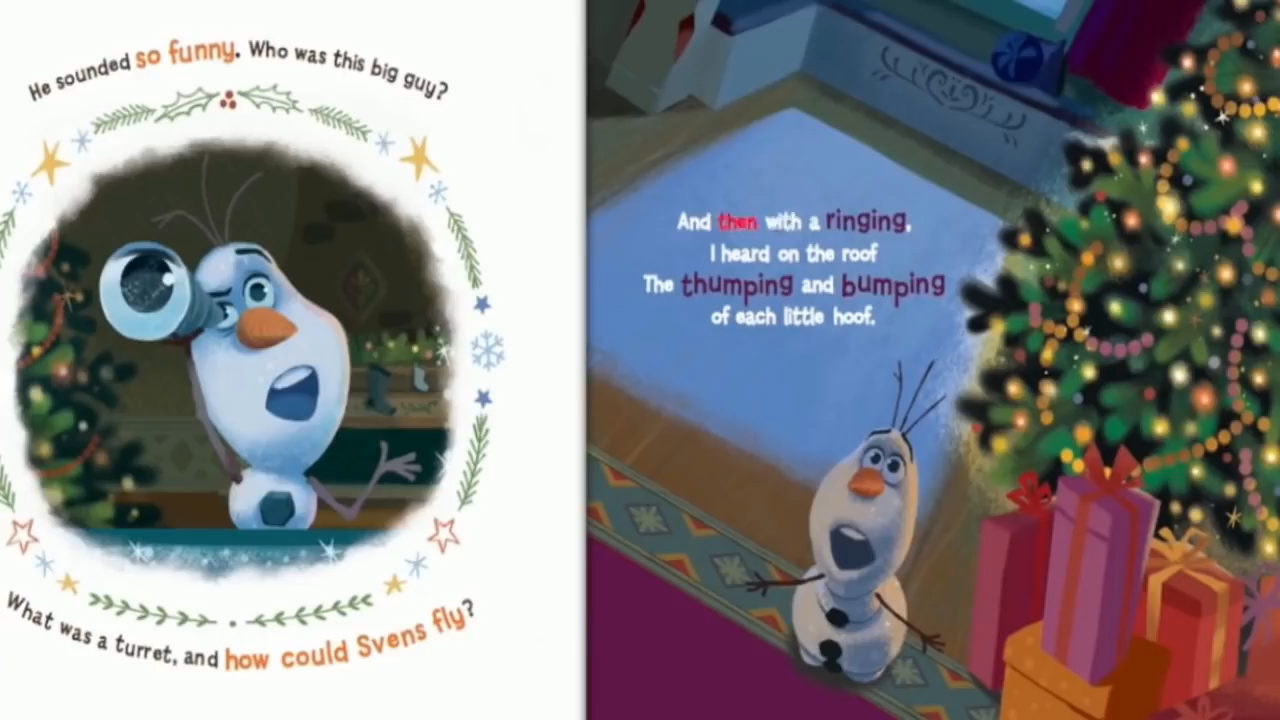 He sounded so funny. Who was this big guy?
What was a turret, and how could Svens fly?
And then with a ringing,
I heard on the roof
The thumping and bumping
of each little hoof.